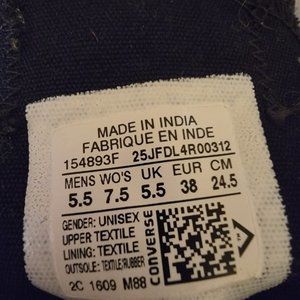 MADE IN INDIA
FABRIQUE EN INDE
154893F 25JFDL4R00312
MENS WO'S UK EUR CM
5.5 7.5 5.5 38 24.5
GENDER: UNISEX
UPPER TEXTILE
LINING: TEXTILE
OUTSOLE: TEXTILE/RUBBER
2C 1609 M88
CONVERSE